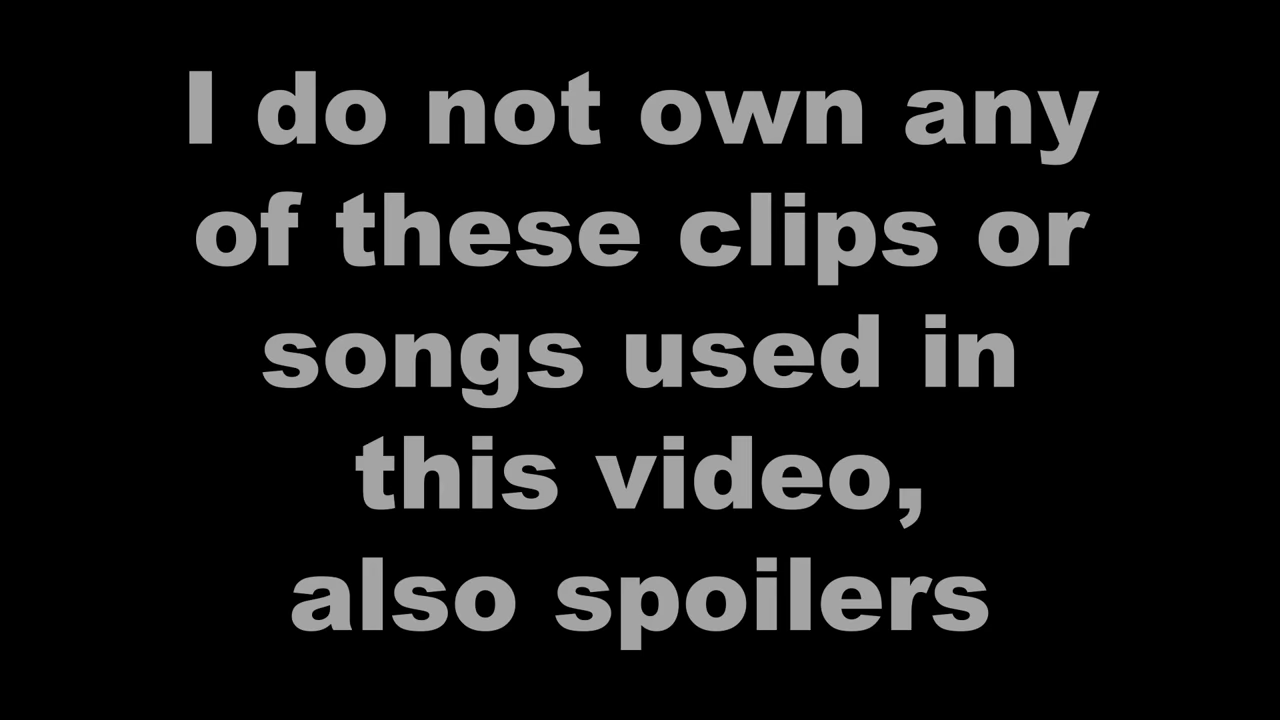 I do not own any
of these clips or
songs used in
this video,
also spoilers